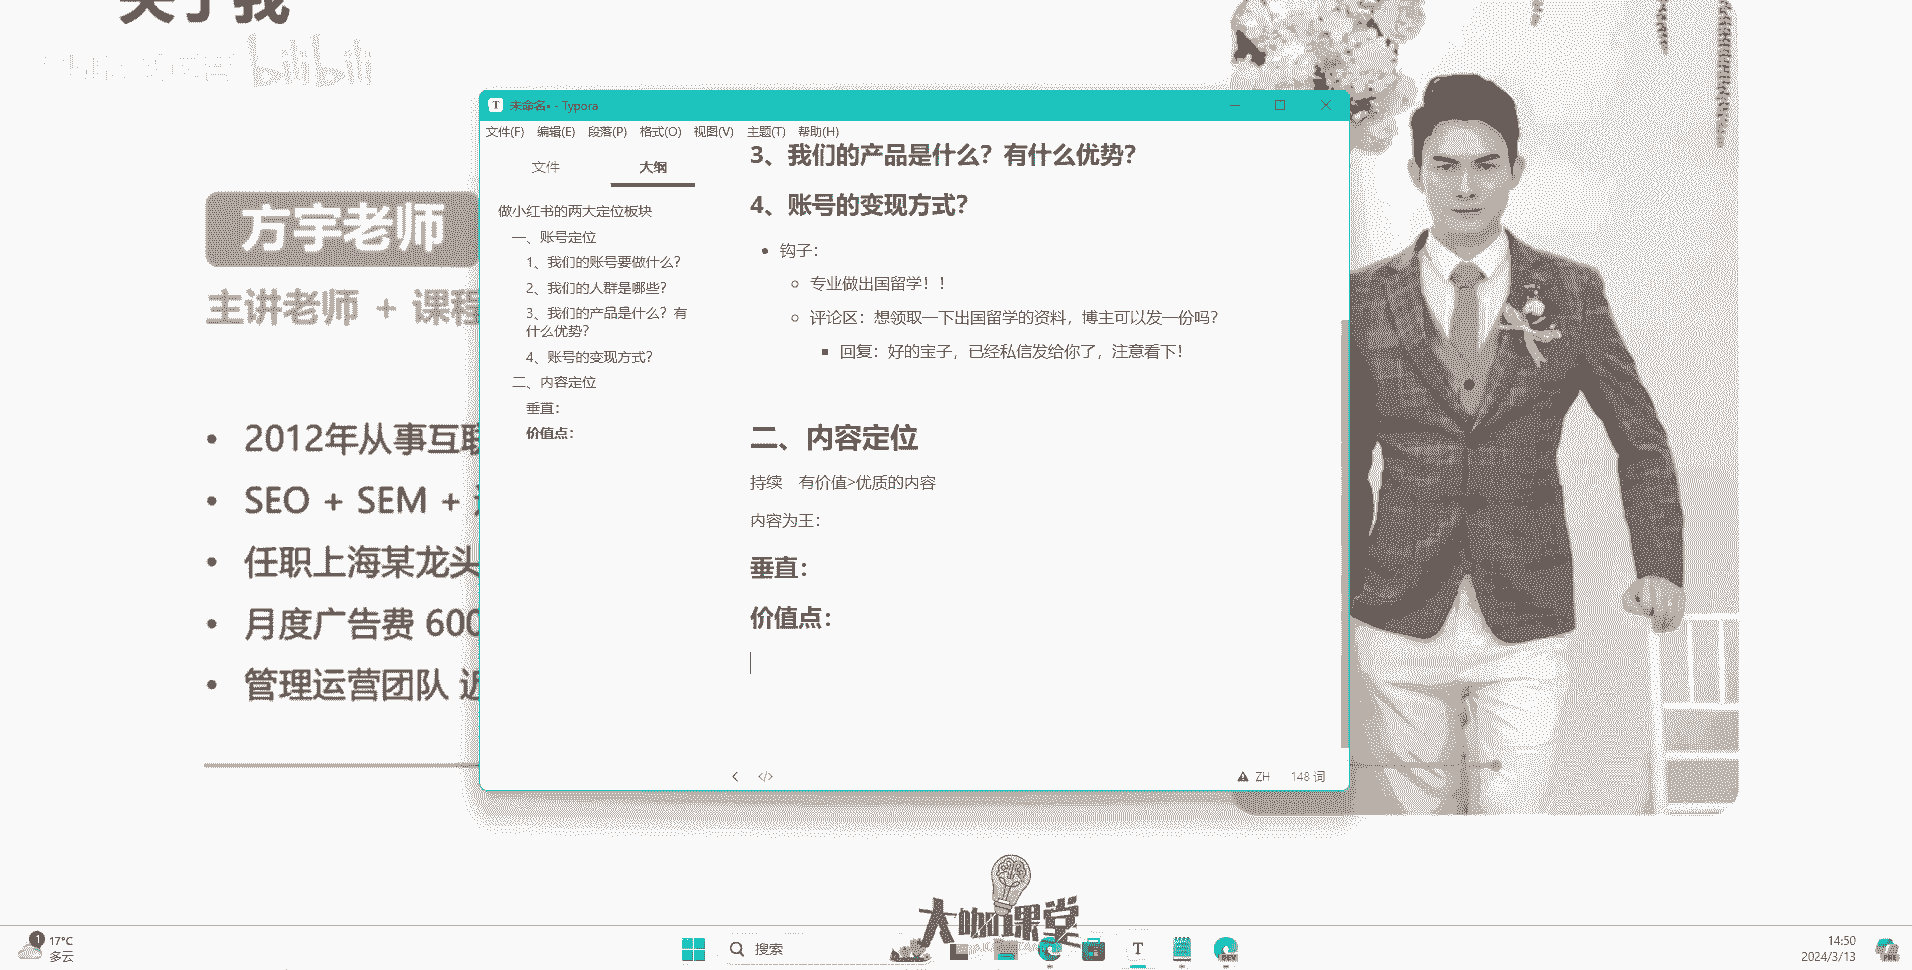 关于我
bilibili
方宇老师
主讲老师 + 课程
• 2012年从事互联
• SEO + SEM +
• 任职上海某龙头
• 月度广告费 600
• 管理运营团队 近
未命名• - Typora
文件(F) 编辑(E) 段落(P) 格式(O) 视图(V) 主题(T) 帮助(H)
文件 大纲
做小红书的两大定位板块
一、账号定位
1、我们的账号要做什么？
2、我们的人群是哪些？
3、我们的产品是什么？有
什么优势？
4、账号的变现方式？
二、内容定位
垂直：
价值点：
3、我们的产品是什么？有什么优势？
4、账号的变现方式？
• 钩子：
◦ 专业做出国留学！！
◦ 评论区：想领取一下出国留学的资料，博主可以发一份吗？
▪ 回复：好的宝子，已经私信发给你了，注意看下！
二、内容定位
持续 有价值>优质的内容
内容为王：
垂直：
价值点：
</> ZH 148 词
大咖课堂
1 17°C
多云
搜索
T
DEV
14:50
2024/3/13
PRE